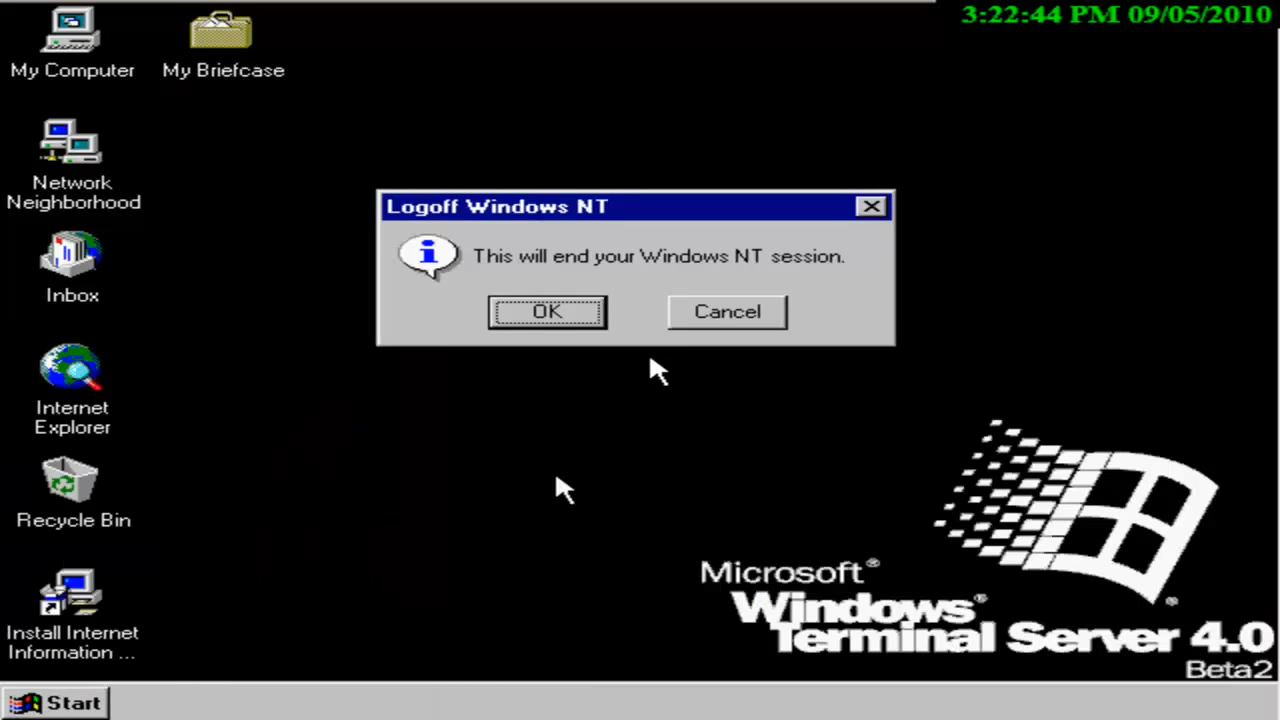 3:22:44 PM 09/05/2010
My Computer
My Briefcase
Network
Neighborhood
Inbox
Internet
Explorer
Recycle Bin
Install Internet
Information ...
Logoff Windows NT
This will end your Windows NT session.
OK
Cancel
Microsoft®
Windows®
Terminal Server 4.0
Beta2
Start